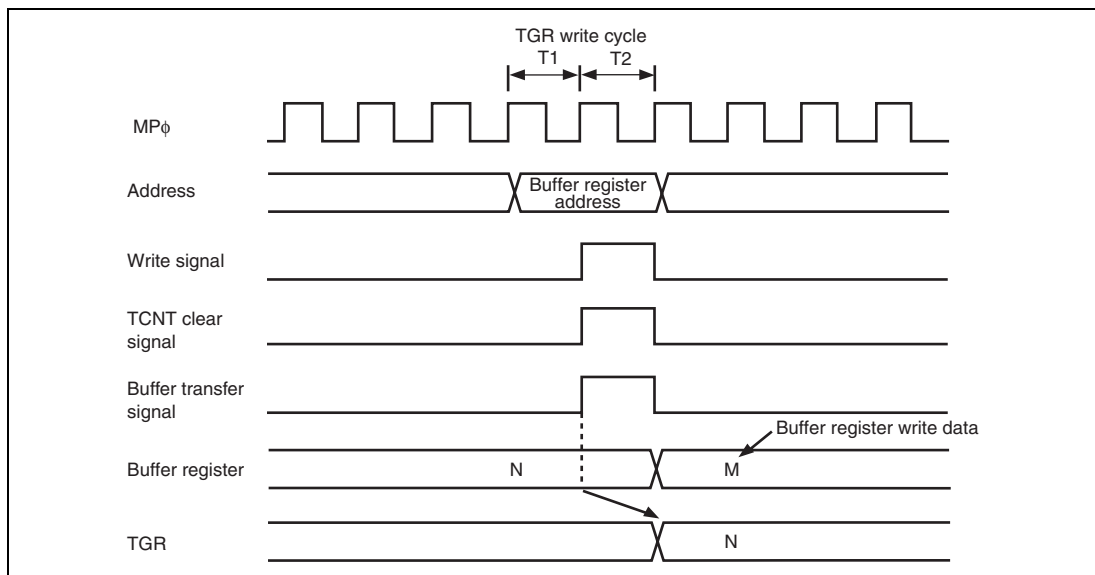 TGR write cycle
T1 T2
MPϕ
Address
Buffer register
address
Write signal
TCNT clear
signal
Buffer transfer
signal
Buffer register write data
Buffer register
N
M
TGR
N